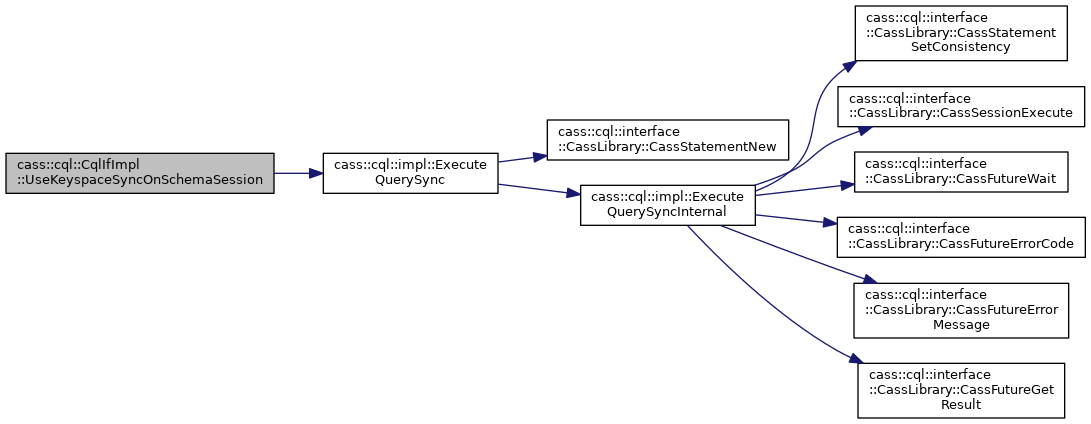 cass::cql::CqlIfImpl
::UseKeyspaceSyncOnSchemaSession
cass::cql::impl::Execute
QuerySync
cass::cql::interface
::CassLibrary::CassStatementNew
cass::cql::impl::Execute
QuerySyncInternal
cass::cql::interface
::CassLibrary::CassStatement
SetConsistency
cass::cql::interface
::CassLibrary::CassSessionExecute
cass::cql::interface
::CassLibrary::CassFutureWait
cass::cql::interface
::CassLibrary::CassFutureErrorCode
cass::cql::interface
::CassLibrary::CassFutureError
Message
cass::cql::interface
::CassLibrary::CassFutureGet
Result